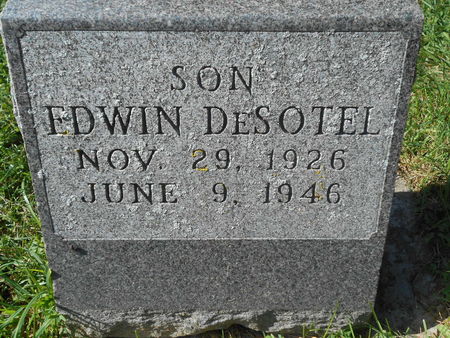 SON
EDWIN DeSOTEL
NOV. 29, 1926
JUNE 9, 1946